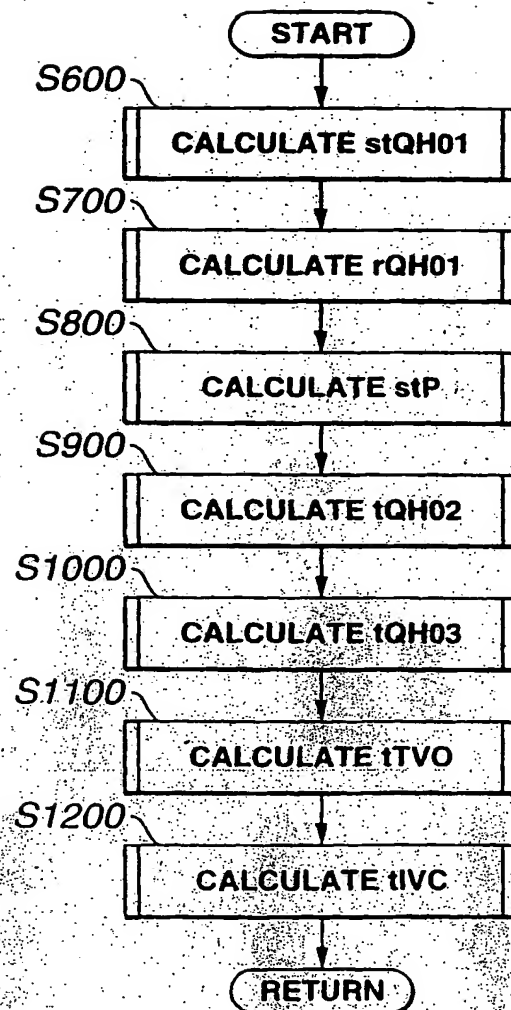 START
S600
CALCULATE stQH01
S700
CALCULATE rQH01
S800
CALCULATE stP
S900
CALCULATE tQH02
S1000
CALCULATE tQH03
S1100
CALCULATE tTVO
S1200
CALCULATE tIVC
RETURN